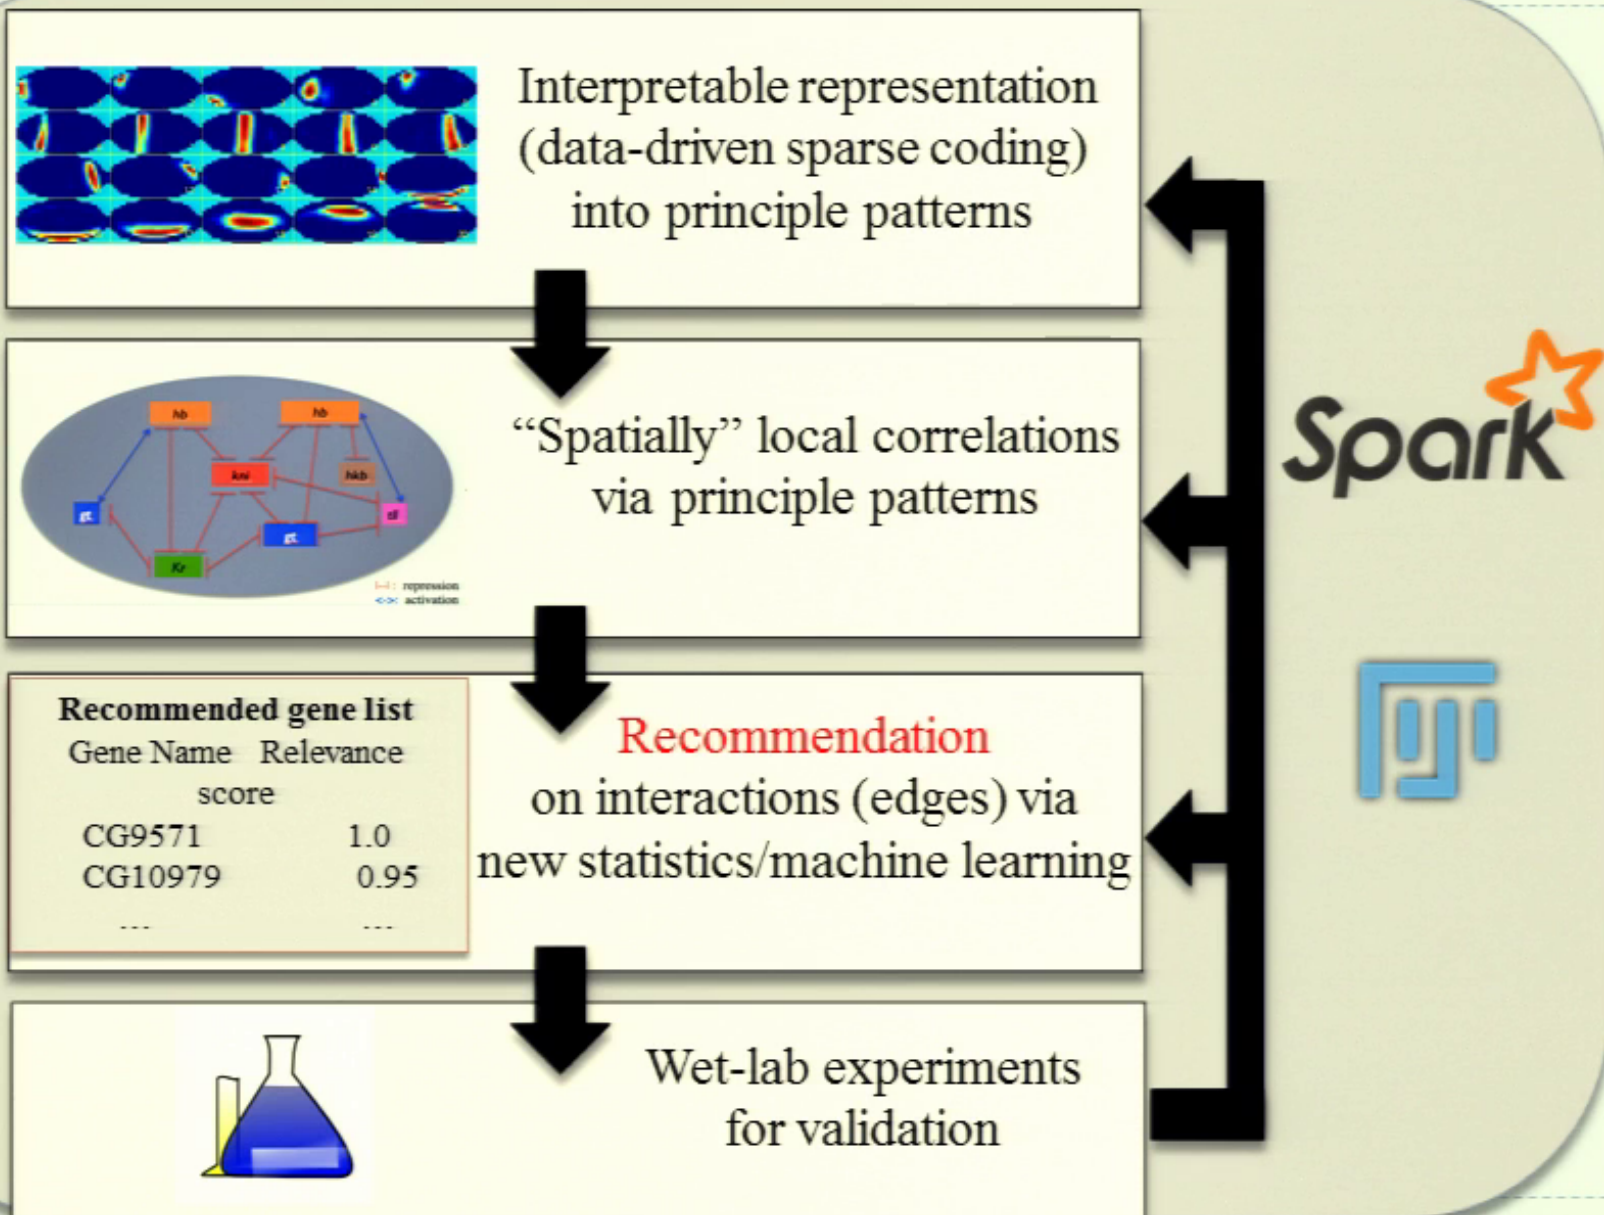 Interpretable representation
(data-driven sparse coding)
into principle patterns
hb
hb
kni
hkb
gt
tll
gt
Kr
: repression
<->: activation
“Spatially” local correlations
via principle patterns
Recommended gene list
Gene Name Relevance
score
CG9571 1.0
CG10979 0.95
... ...
Recommendation
on interactions (edges) via
new statistics/machine learning
Wet-lab experiments
for validation
Spark